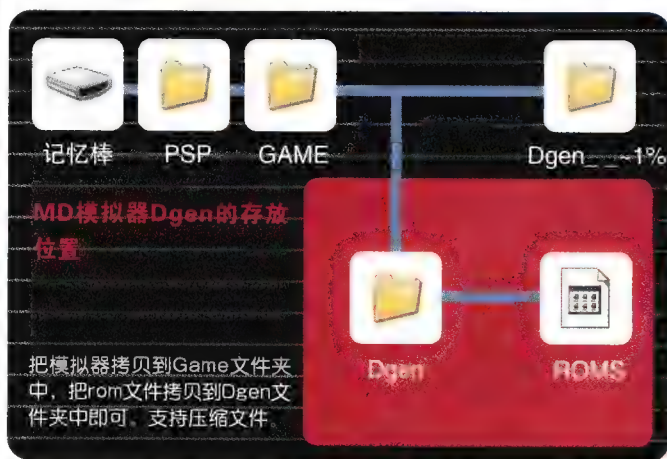 记忆棒
PSP
GAME
Dgen__~1%
MD模拟器Dgen的存放
位置
Dgen
ROMS
把模拟器拷贝到Game文件夹
中，把rom文件拷贝到Dgen文
件夹中即可，支持压缩文件